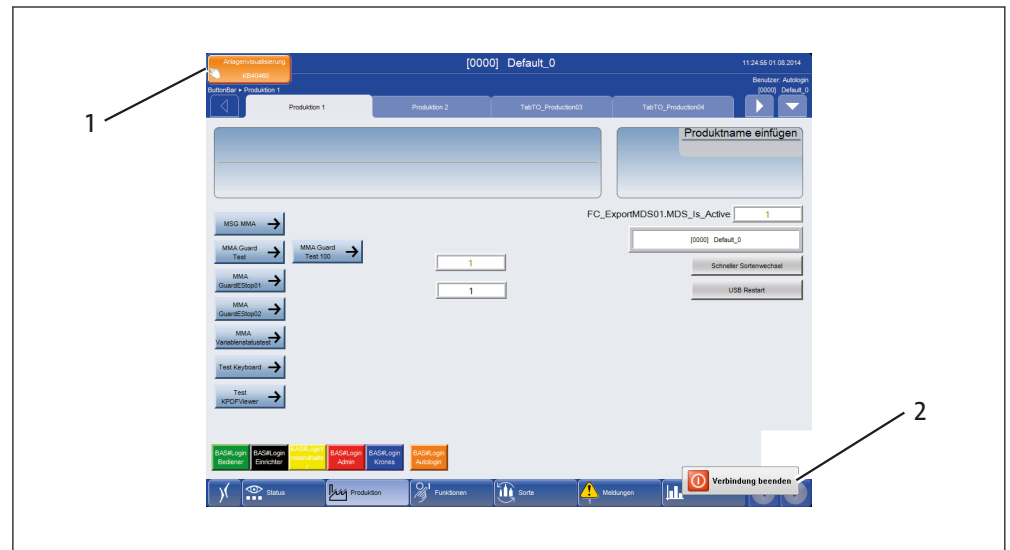 Anlagenvisualisierung
KB40460
[0000] Default_0
11:24:55 01.08.2014
Benutzer: Autologin
ButtonBar ▸ Produktion 1
[0000] Default_0
Produktion 1
Produktion 2
TabTO_Production03
TabTO_Production04
1
Produktname einfügen
FC_ExportMDS01.MDS_Is_Active
1
MSG MMA
[0000] Default_0
MMA Guard
Test
MMA Guard
Test 100
1
Schneller Sortenwechsel
MMA
GuardEStop01
1
USB Restart
MMA
GuardEStop02
MMA
Variablenstatustest
Test Keyboard
Test
KPDFViewer
2
BAS#Login
Bediener
BAS#Login
Einrichter
BAS#Login
BAS#Login
Admin
BAS#Login
Krones
BAS#Login
Autologin
Verbindung beenden
Status
Produktion
Funktionen
Sorte
1
Meldungen